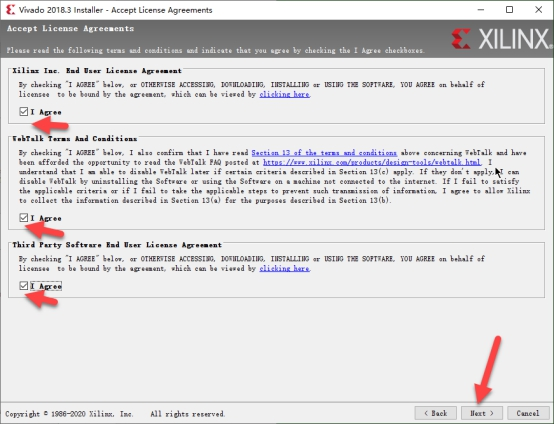 Vivado 2018.3 Installer - Accept License Agreements
Accept License Agreements
Please read the following terms and conditions and indicate that you agree by checking the I Agree checkboxes.
XILINX.
Xilinx Inc. End User License Agreement
By checking "I AGREE" below, or OTHERWISE ACCESSING, DOWNLOADING, INSTALLING or USING THE SOFTWARE, YOU AGREE on behalf of
licensee to be bound by the agreement, which can be viewed by clicking here.
I Agree
WebTalk Terms And Conditions
By checking "I AGREE" below, I also confirm that I have read Section 13 of the terms and conditions above concerning WebTalk and have
been afforded the opportunity to read the WebTalk FAQ posted at https://www.xilinx.com/products/design-tools/webtalk.html. I
understand that I am able to disable WebTalk later if certain criteria described in Section 13(c) apply. If they don't apply, I can
disable WebTalk by uninstalling the Software or using the Software on a machine not connected to the internet. If I fail to satisfy
the applicable criteria or if I fail to take the applicable steps to prevent such transmission of information, I agree to allow Xilinx
to collect the information described in Section 13(a) for the purposes described in Section 13(b).
I Agree
Third Party Software End User License Agreement
By checking "I AGREE" below, or OTHERWISE ACCESSING, DOWNLOADING, INSTALLING or USING THE SOFTWARE, YOU AGREE on behalf of
licensee to be bound by the agreement, which can be viewed by clicking here.
I Agree
Copyright © 1986-2020 Xilinx, Inc. All rights reserved.
< Back Next > Cancel